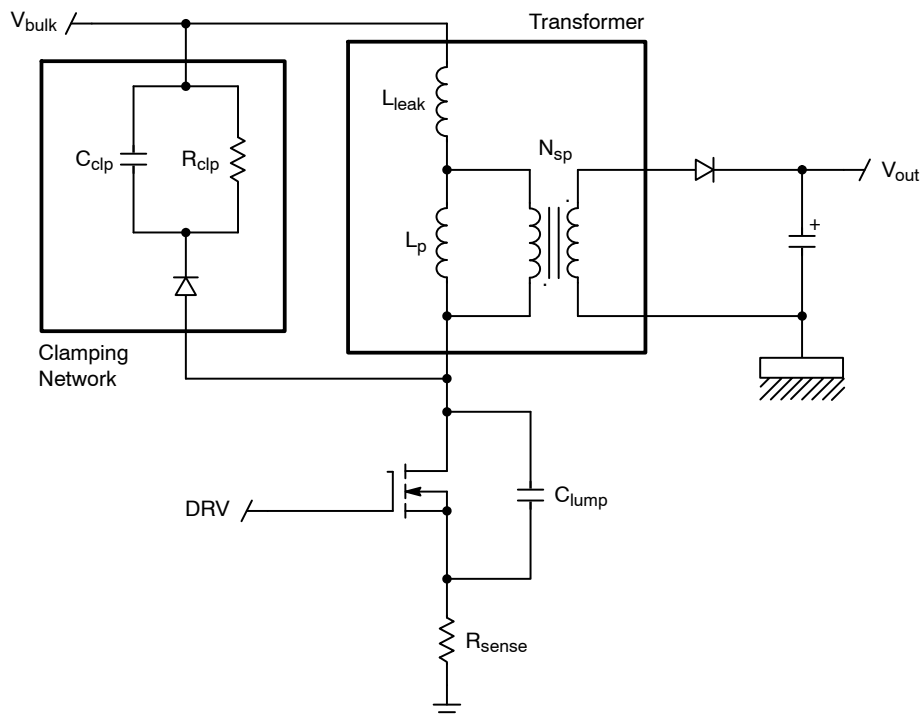 V_bulk
Transformer
L_leak
C_clp
R_clp
N_sp
V_out
L_p
+
Clamping
Network
DRV
C_lump
R_sense